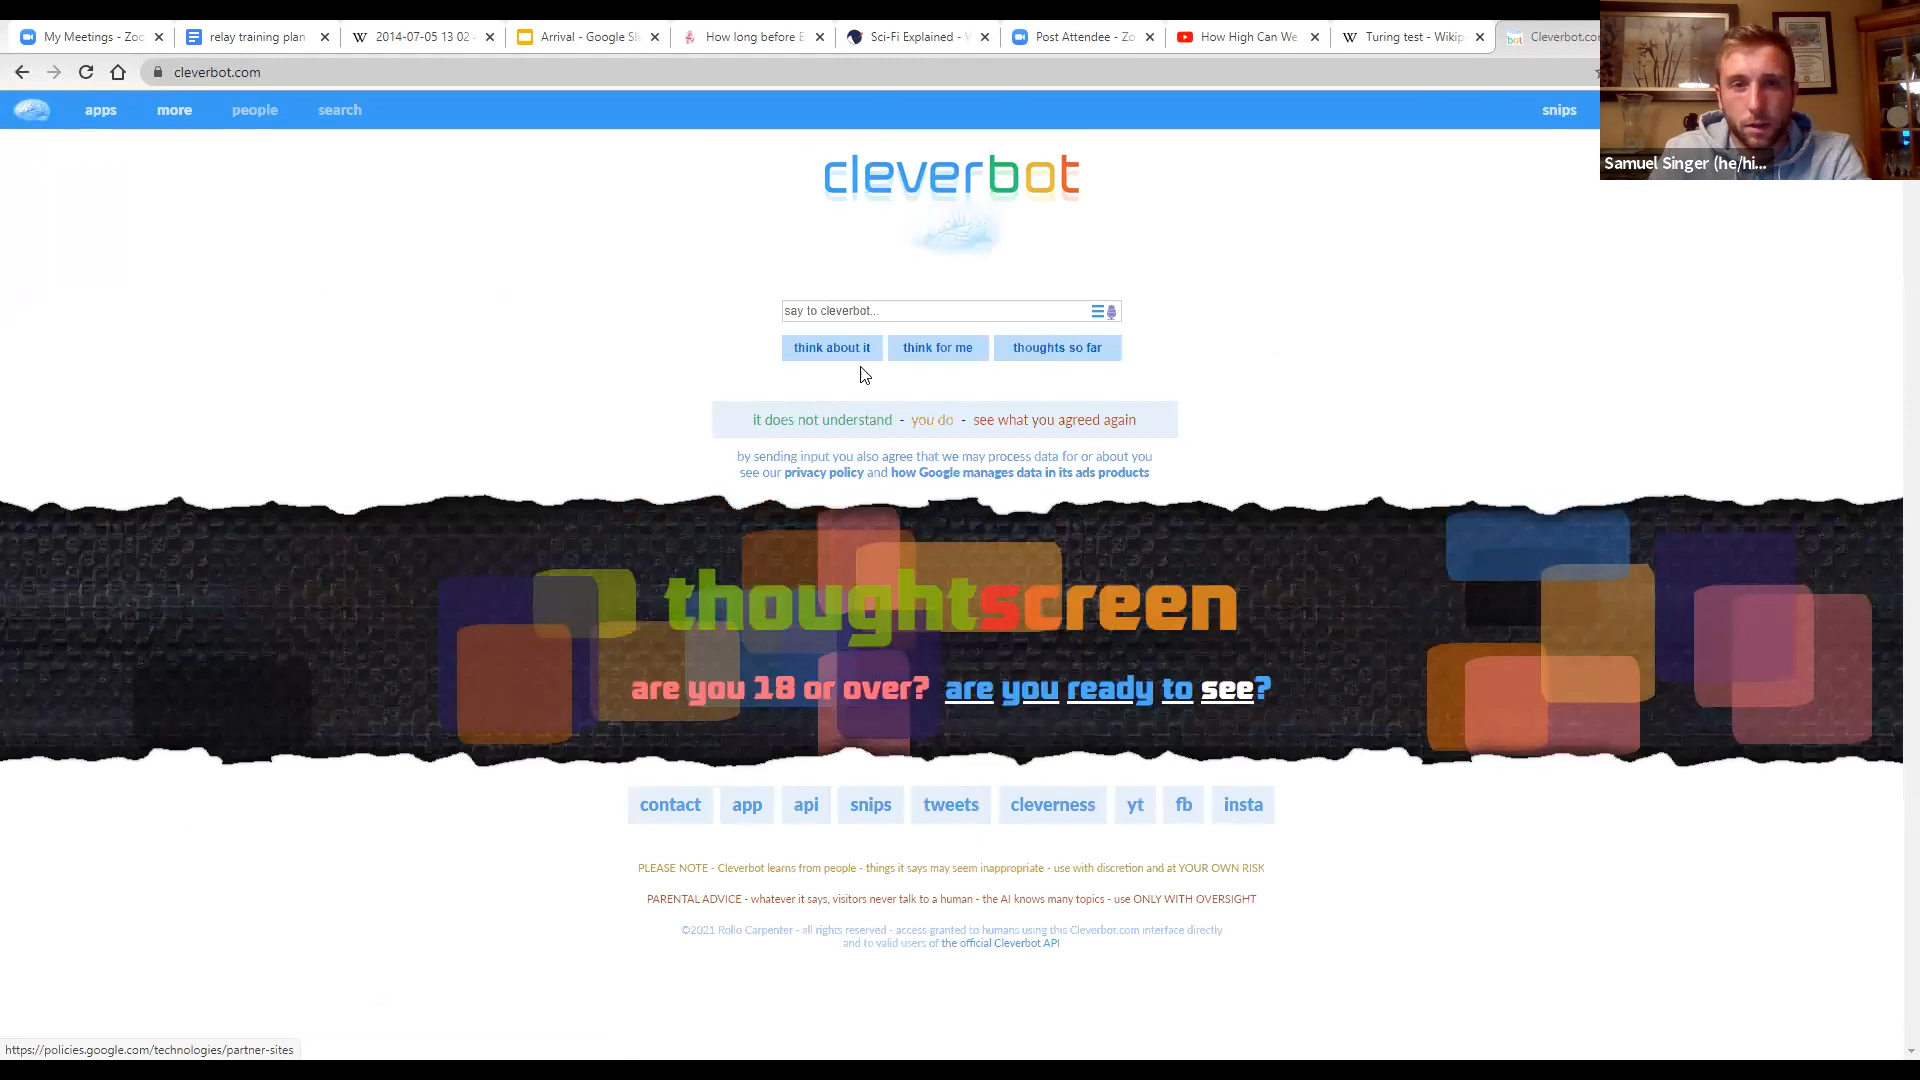 My Meetings - Zoc
relay training plan
2014-07-05 13 02
Arrival - Google Sli
How long before E
Sci-Fi Explained -
Post Attendee - Zo
How High Can We
Turing test - Wikip
Cleverbot.co
cleverbot.com
apps more people search snips
Samuel Singer (he/hi...
cleverbot
say to cleverbot...
think about it think for me thoughts so far
it does not understand - you do - see what you agreed again
by sending input you also agree that we may process data for or about you
see our privacy policy and how Google manages data in its ads products
thoughtscreen
are you 18 or over? are you ready to see?
contact app api snips tweets cleverness yt fb insta
PLEASE NOTE - Cleverbot learns from people - things it says may seem inappropriate - use with discretion and at YOUR OWN RISK
PARENTAL ADVICE - whatever it says, visitors never talk to a human - the AI knows many topics - use ONLY WITH OVERSIGHT
©2021 Rollo Carpenter - all rights reserved - access granted to humans using this Cleverbot.com interface directly
and to valid users of the official Cleverbot API
https://policies.google.com/technologies/partner-sites